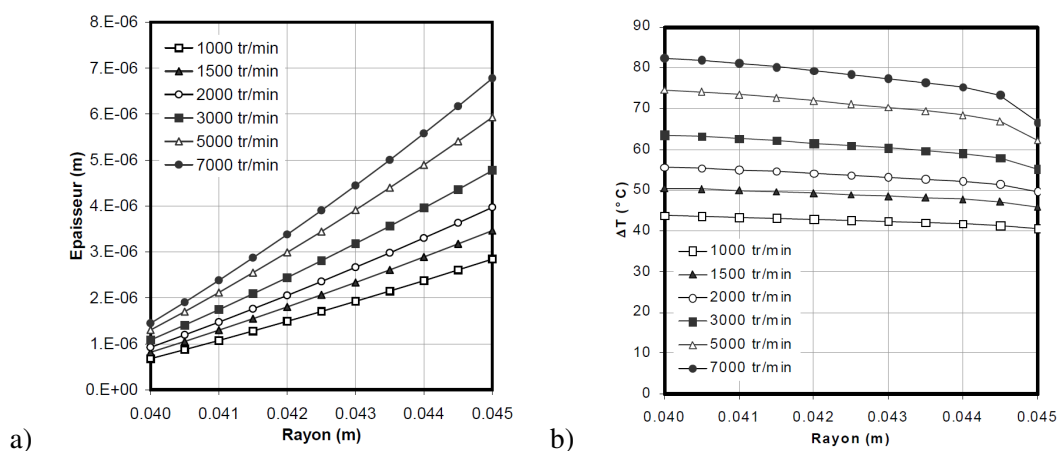 8.E-06
7.E-06
6.E-06
5.E-06
4.E-06
3.E-06
2.E-06
1.E-06
0.E+00
Epaisseur (m)
1000 tr/min
1500 tr/min
2000 tr/min
3000 tr/min
5000 tr/min
7000 tr/min
0.040 0.041 0.042 0.043 0.044 0.045
Rayon (m)
a)
90
80
70
60
50
40
30
20
10
0
ΔT (°C)
1000 tr/min
1500 tr/min
2000 tr/min
3000 tr/min
5000 tr/min
7000 tr/min
0.040 0.041 0.042 0.043 0.044 0.045
Rayon (m)
b)